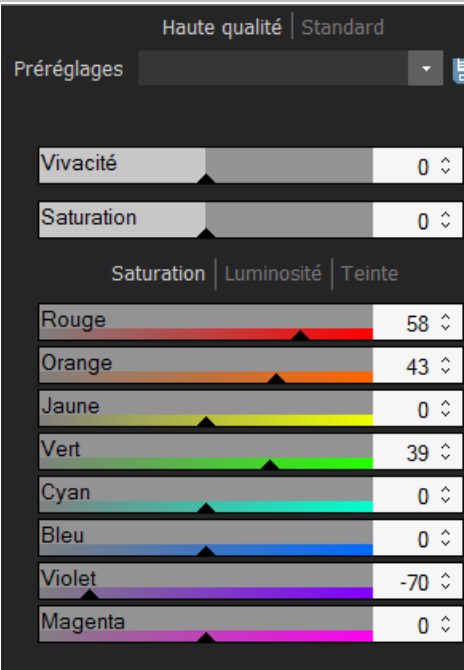 Haute qualité | Standard
Préréglages
Vivacité 0
Saturation 0
Saturation | Luminosité | Teinte
Rouge 58
Orange 43
Jaune 0
Vert 39
Cyan 0
Bleu 0
Violet -70
Magenta 0